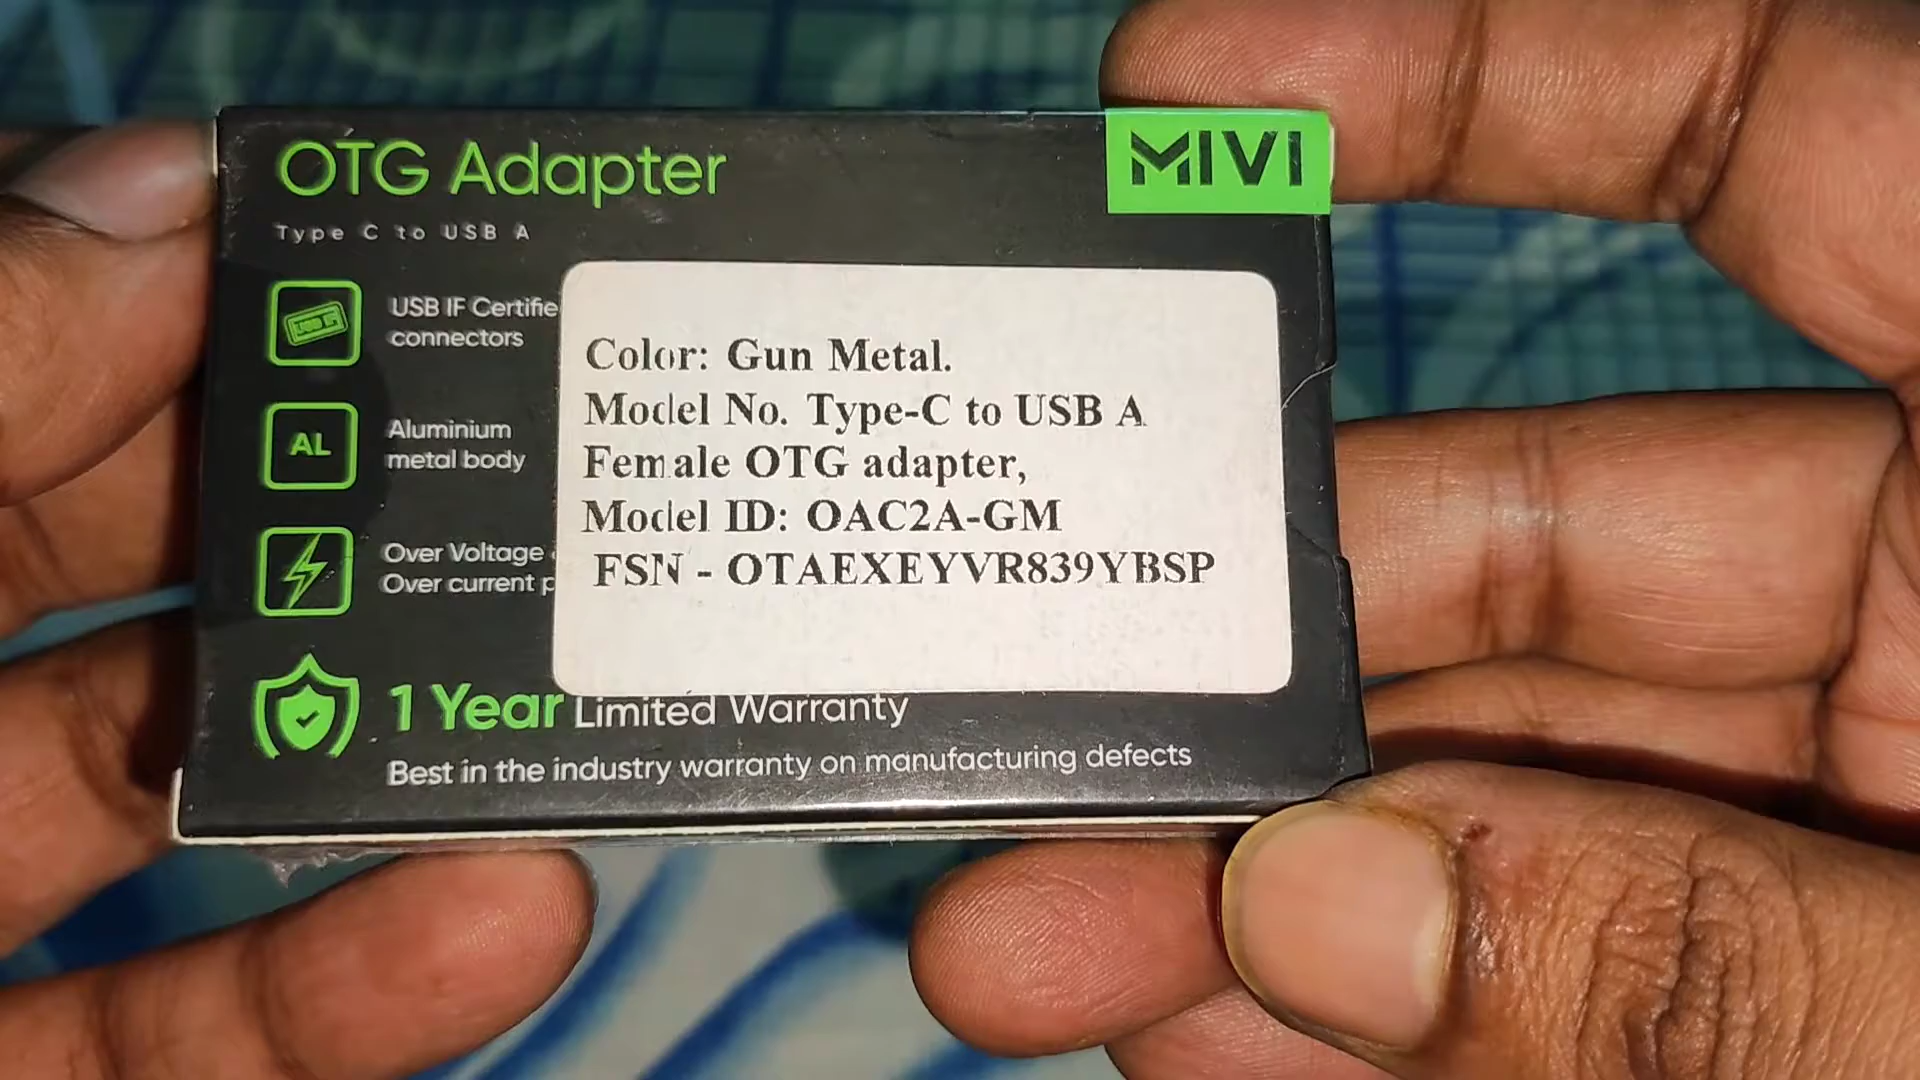 OTG Adapter
MIVI
Type C to USB A
USB IF Certifie
connectors
AL
Aluminium
metal body
Over Voltage
Over current p
Color: Gun Metal.
Model No. Type-C to USB A
Female OTG adapter,
Model ID: OAC2A-GM
FSN - OTAEXEYVR839YBSP
1 Year Limited Warranty
Best in the industry warranty on manufacturing defects